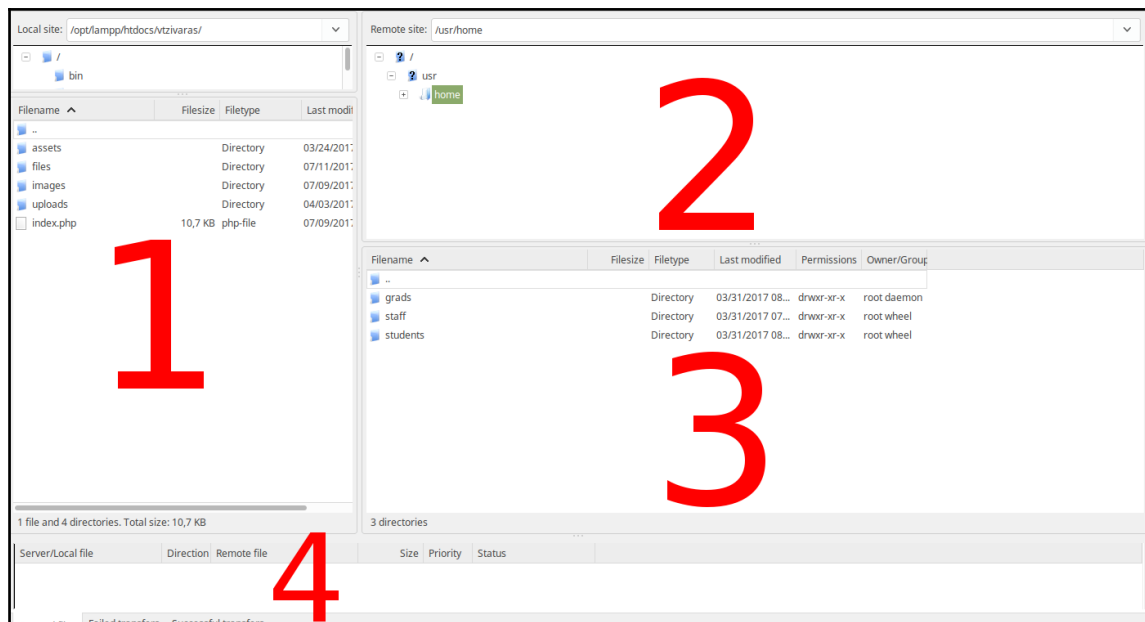 Local site: /opt/lampp/htdocs/vtzivaras/
/
bin
Filename Filesize Filetype Last modif
..
assets Directory 03/24/2017
files Directory 07/11/2017
images Directory 07/09/2017
uploads Directory 04/03/2017
index.php 10,7 KB php-file 07/09/2017
1
1 file and 4 directories. Total size: 10,7 KB
Remote site: /usr/home
/
usr
home
2
Filename Filesize Filetype Last modified Permissions Owner/Group
..
grads Directory 03/31/2017 08... drwxr-xr-x root daemon
staff Directory 03/31/2017 07... drwxr-xr-x root wheel
students Directory 03/31/2017 08... drwxr-xr-x root wheel
3
3 directories
Server/Local file Direction Remote file Size Priority Status
4
Failed transfers Successful transfers